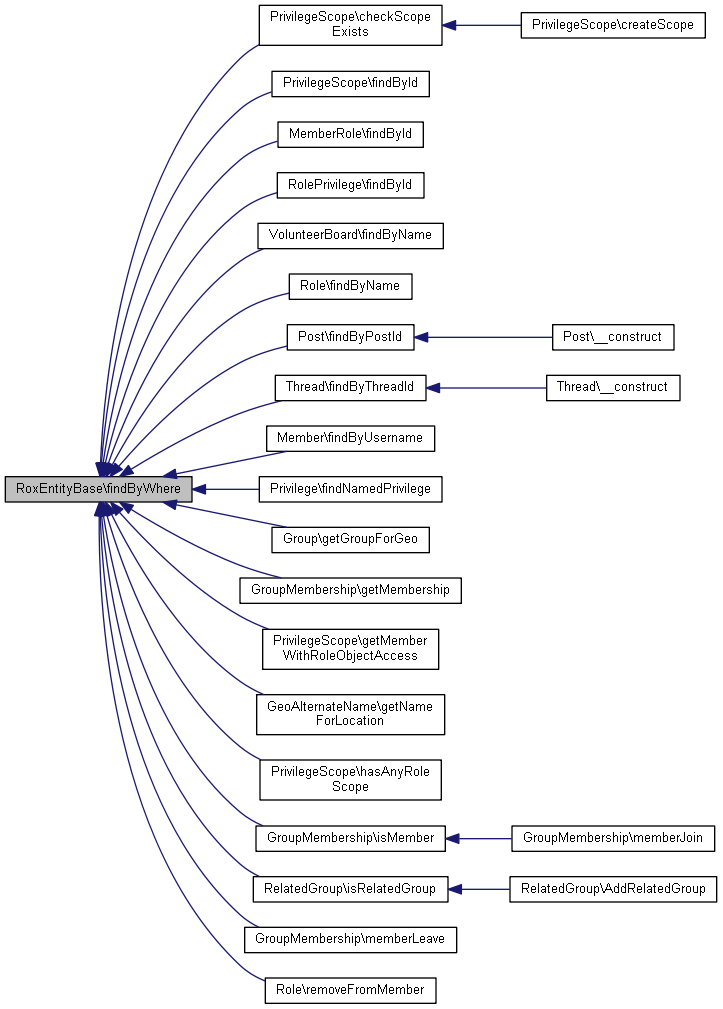 PrivilegeScope\checkScope
Exists
PrivilegeScope\createScope
PrivilegeScope\findById
MemberRole\findById
RolePrivilege\findById
VolunteerBoard\findByName
Role\findByName
Post\findByPostId
Post\__construct
Thread\findByThreadId
Thread\__construct
Member\findByUsername
RoxEntityBase\findByWhere
Privilege\findNamedPrivilege
Group\getGroupForGeo
GroupMembership\getMembership
PrivilegeScope\getMember
WithRoleObjectAccess
GeoAlternateName\getName
ForLocation
PrivilegeScope\hasAnyRole
Scope
GroupMembership\isMember
GroupMembership\memberJoin
RelatedGroup\isRelatedGroup
RelatedGroup\AddRelatedGroup
GroupMembership\memberLeave
Role\removeFromMember